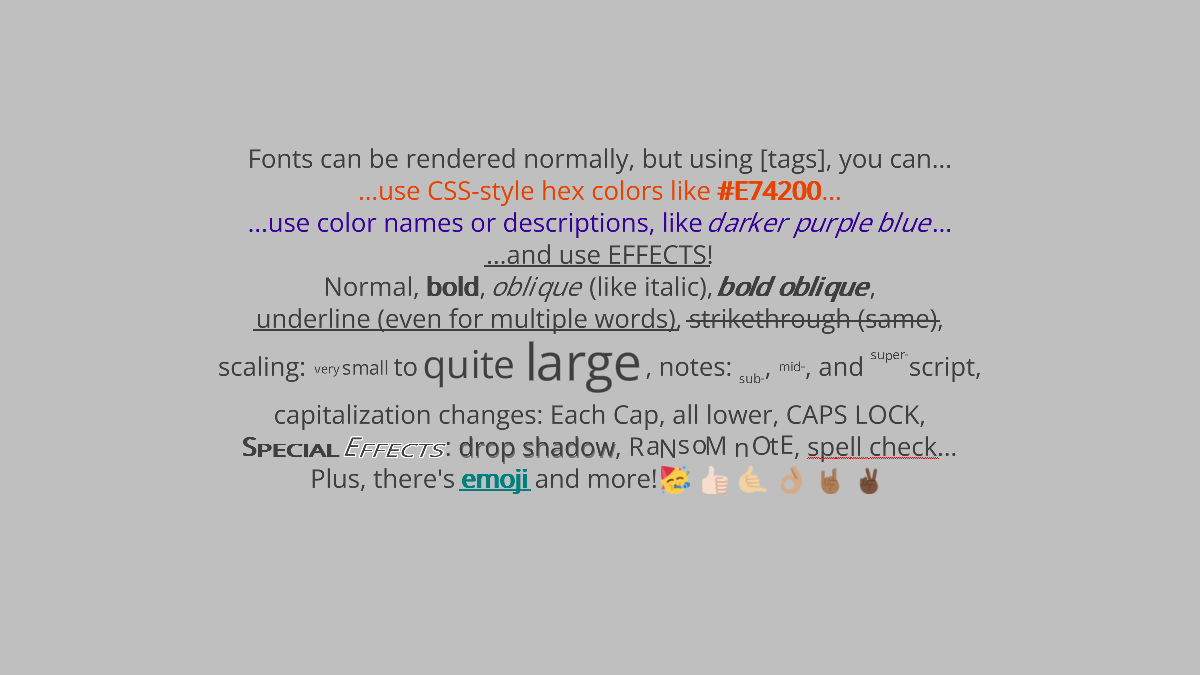 Fonts can be rendered normally, but using [tags], you can...
...use CSS-style hex colors like #E74200...
...use color names or descriptions, like darker purple blue...
...and use EFFECTS!
Normal, bold, oblique (like italic), bold oblique,
underline (even for multiple words), strikethrough (same),
scaling: very small to quite large, notes: sub-, mid-, and super-script,
capitalization changes: Each Cap, all lower, CAPS LOCK,
SPECIAL EFFECTS: drop shadow, RaNsoM nOtE, spell check...
Plus, there's emoji and more!🥳 👍🏻 🤙🏼 👌🏽 🤘🏾 ✌🏿